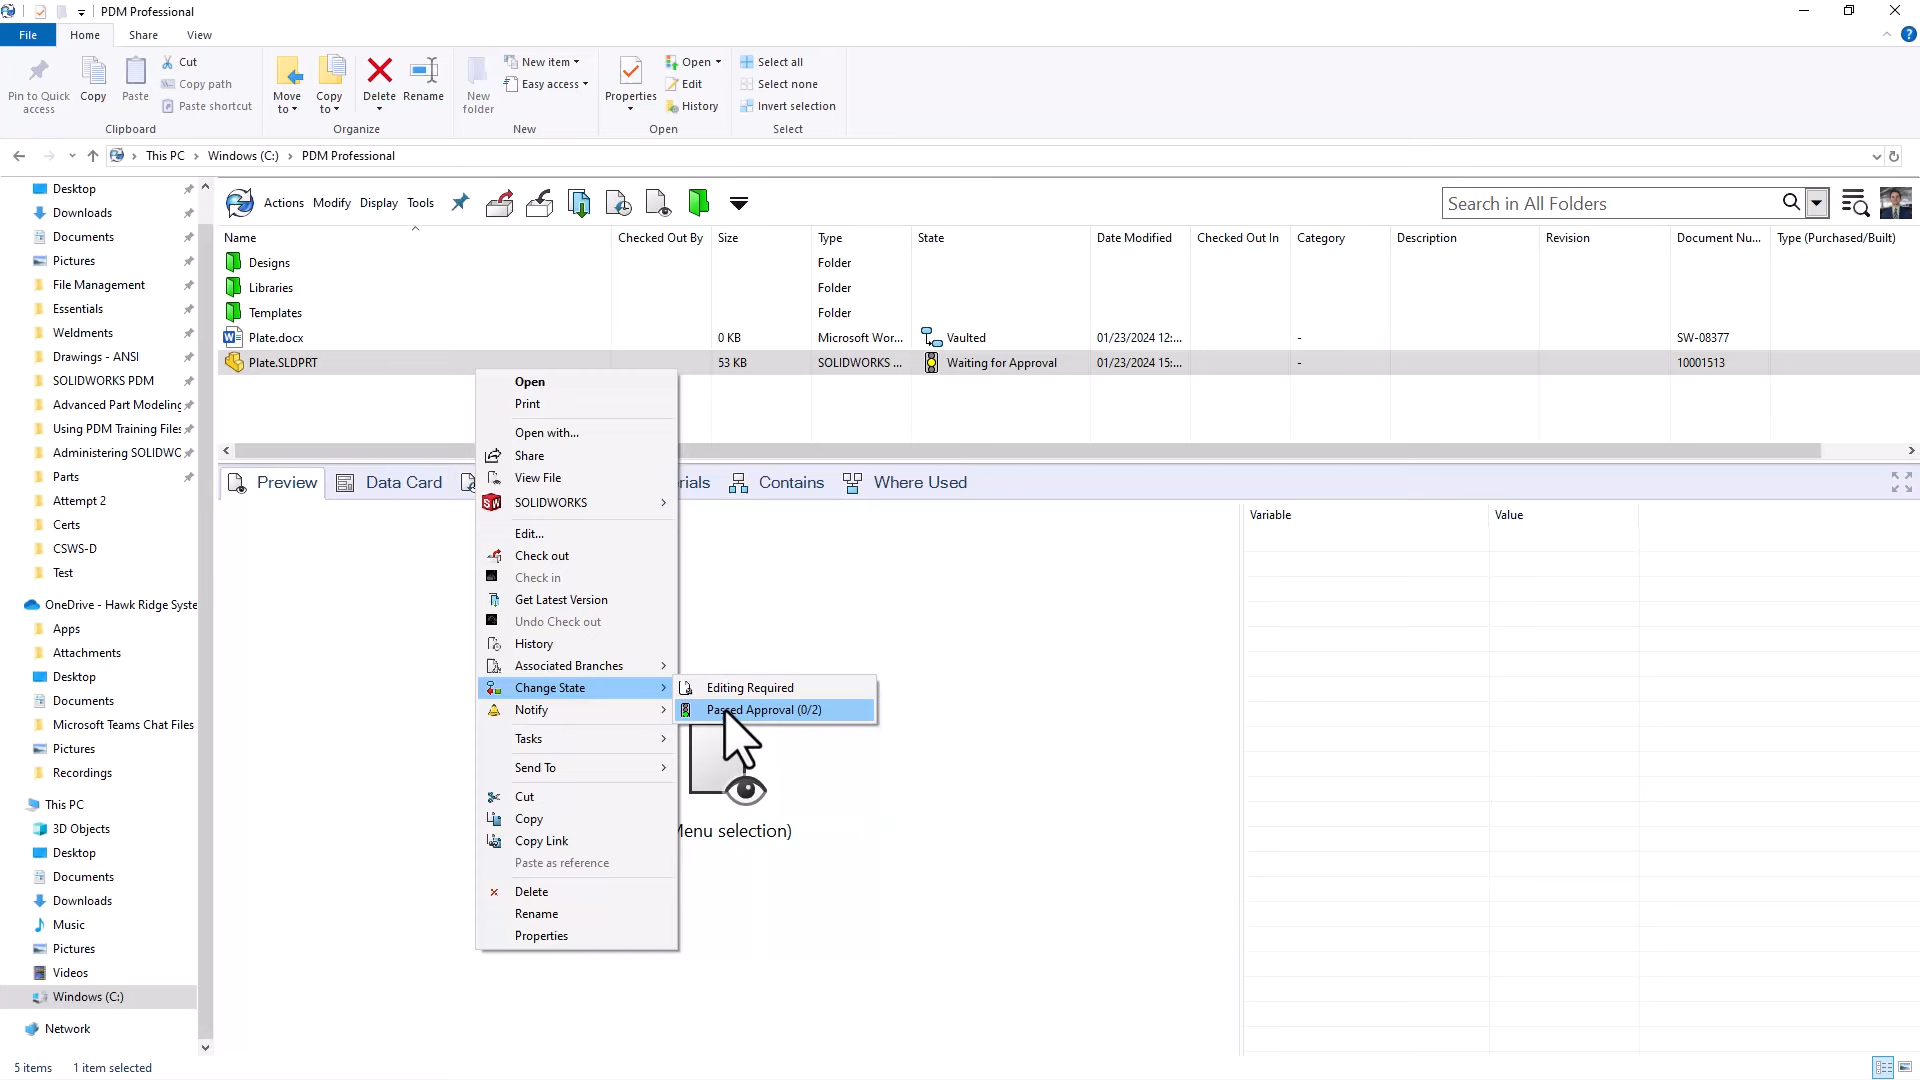 PDM Professional
File
Home
Share
View
Pin to Quick access
Copy
Paste
Cut
Copy path
Paste shortcut
Clipboard
Move to
Copy to
Delete
Rename
Organize
New folder
New item
Easy access
New
Properties
Open
Edit
History
Open
Select all
Select none
Invert selection
Select
This PC > Windows (C:) > PDM Professional
Desktop
Downloads
Documents
Pictures
File Management
Essentials
Weldments
Drawings - ANSI
SOLIDWORKS PDM
Advanced Part Modeling
Using PDM Training Files
Administering SOLIDWO
Parts
Attempt 2
Certs
CSWS-D
Test
OneDrive - Hawk Ridge Syste
Apps
Attachments
Desktop
Documents
Microsoft Teams Chat Files
Pictures
Recordings
This PC
3D Objects
Desktop
Documents
Downloads
Music
Pictures
Videos
Windows (C:)
Network
Actions Modify Display Tools
Search in All Folders
Name Checked Out By Size Type State Date Modified Checked Out In Category Description Revision Document Nu... Type (Purchased/Built)
Designs Folder
Libraries Folder
Templates Folder
Plate.docx 0 KB Microsoft Wor... Vaulted 01/23/2024 12:... - SW-08377
Plate.SLDPRT 53 KB SOLIDWORKS ... Waiting for Approval 01/23/2024 15:... - 10001513
Preview Data Card rials Contains Where Used
Open
Print
Open with...
Share
View File
SOLIDWORKS
Edit...
Check out
Check in
Get Latest Version
Undo Check out
History
Associated Branches
Change State
Notify
Tasks
Send To
Cut
Copy
Copy Link
Paste as reference
Delete
Rename
Properties
Editing Required
Passed Approval (0/2)
Menu selection)
Variable Value
5 items 1 item selected